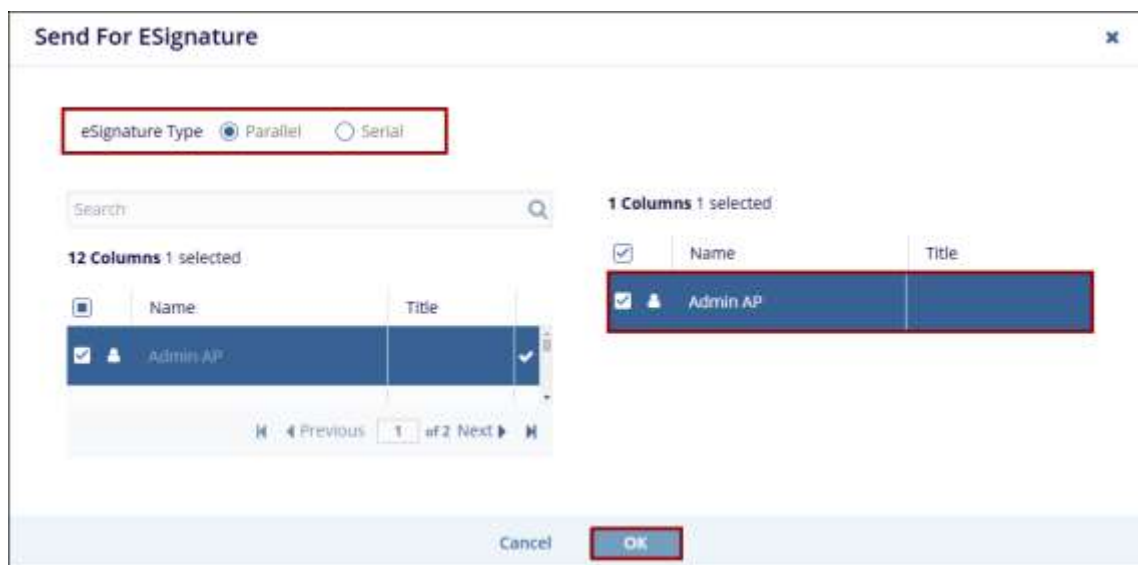 Send For ESignature
eSignature Type Parallel Serial
Search
12 Columns 1 selected
Name Title
Admin AP
Previous 1 of 2 Next
1 Columns 1 selected
Name Title
Admin AP
Cancel OK